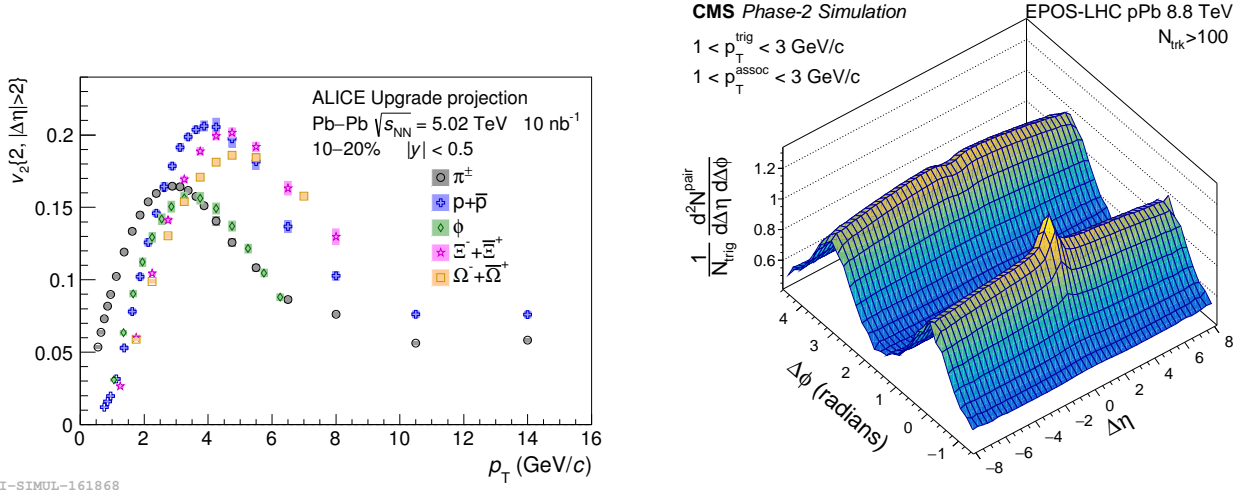 v2{2, |Δη|>2}
0.2
0.15
0.1
0.05
0
0 2 4 6 8 10 12 14 16
pT (GeV/c)
ALICE Upgrade projection
Pb–Pb √sNN = 5.02 TeV 10 nb-1
10–20% |y| < 0.5
π±
p+p̅
ϕ
Ξ-+Ξ̅+
Ω-+Ω̅+
I-SIMUL-161868
CMS Phase-2 Simulation EPOS-LHC pPb 8.8 TeV
1 < pTtrig < 3 GeV/c
Ntrk>100
1 < pTassoc < 3 GeV/c
1/Ntrig d2Npair/dΔη dΔϕ
1.2
1
0.8
0.6
4 3 2 1 0 −1
Δϕ (radians)
−8 −6 −4 −2 0 2 4 6 8
Δη